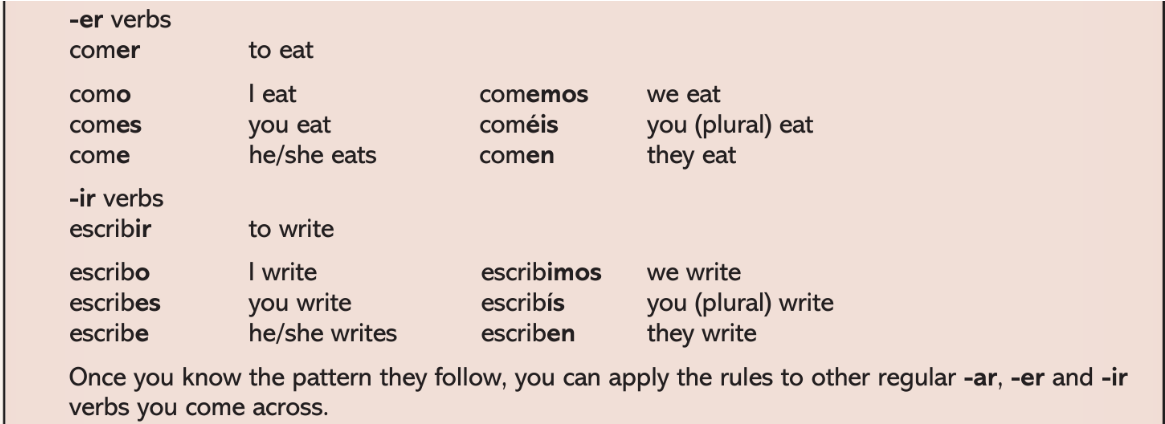 -er verbs
comer to eat
como I eat comemos we eat
comes you eat coméis you (plural) eat
come he/she eats comen they eat
-ir verbs
escribir to write
escribo I write escribimos we write
escribes you write escribís you (plural) write
escribe he/she writes escriben they write
Once you know the pattern they follow, you can apply the rules to other regular -ar, -er and -ir
verbs you come across.